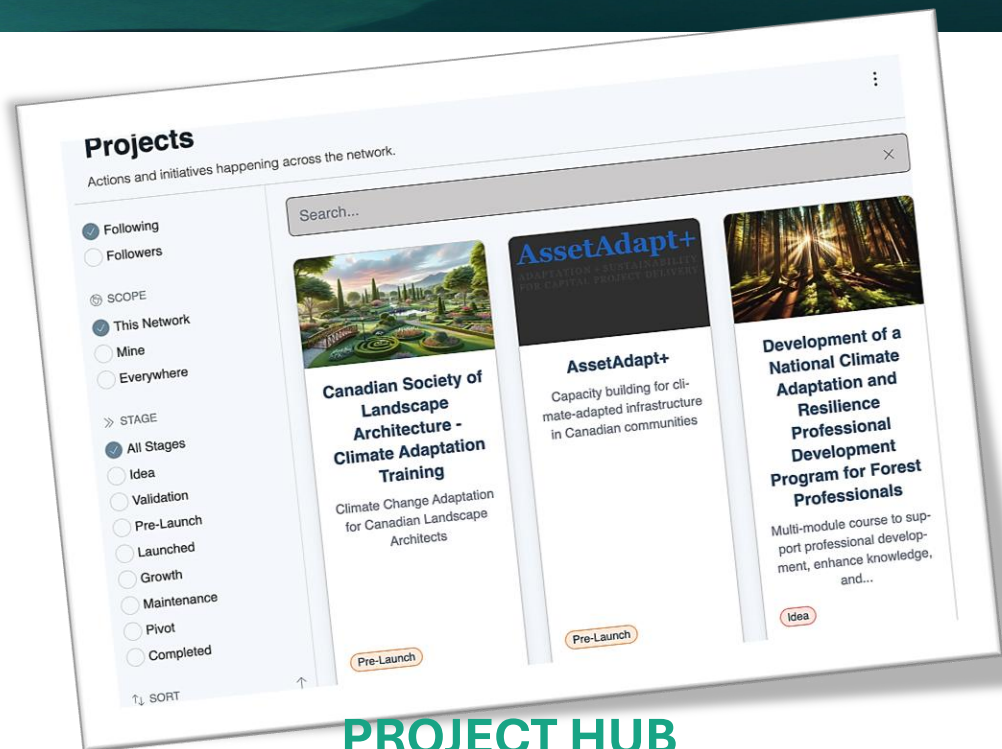 Projects
Actions and initiatives happening across the network.
Following
Followers
SCOPE
This Network
Mine
Everywhere
STAGE
All Stages
Idea
Validation
Pre-Launch
Launched
Growth
Maintenance
Pivot
Completed
SORT
Search...
Canadian Society of
Landscape
Architecture -
Climate Adaptation
Training
Climate Change Adaptation
for Canadian Landscape
Architects
Pre-Launch
AssetAdapt+
ADAPTATION + SUSTAINABILITY
FOR CAPITAL PROJECT DELIVERY
AssetAdapt+
Capacity building for cli-
mate-adapted infrastructure
in Canadian communities
Pre-Launch
Development of a
National Climate
Adaptation and
Resilience
Professional
Development
Program for Forest
Professionals
Multi-module course to sup-
port professional develop-
ment, enhance knowledge,
and...
Idea
PROJECT HUB